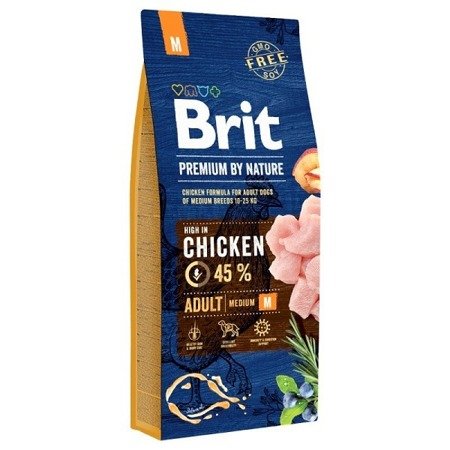 M
GMO
FREE
SOY
Brit
PREMIUM BY NATURE
CHICKEN FORMULA FOR ADULT DOGS
OF MEDIUM BREEDS 10-25 KG
HIGH IN
CHICKEN
45 %
ADULT MEDIUM M